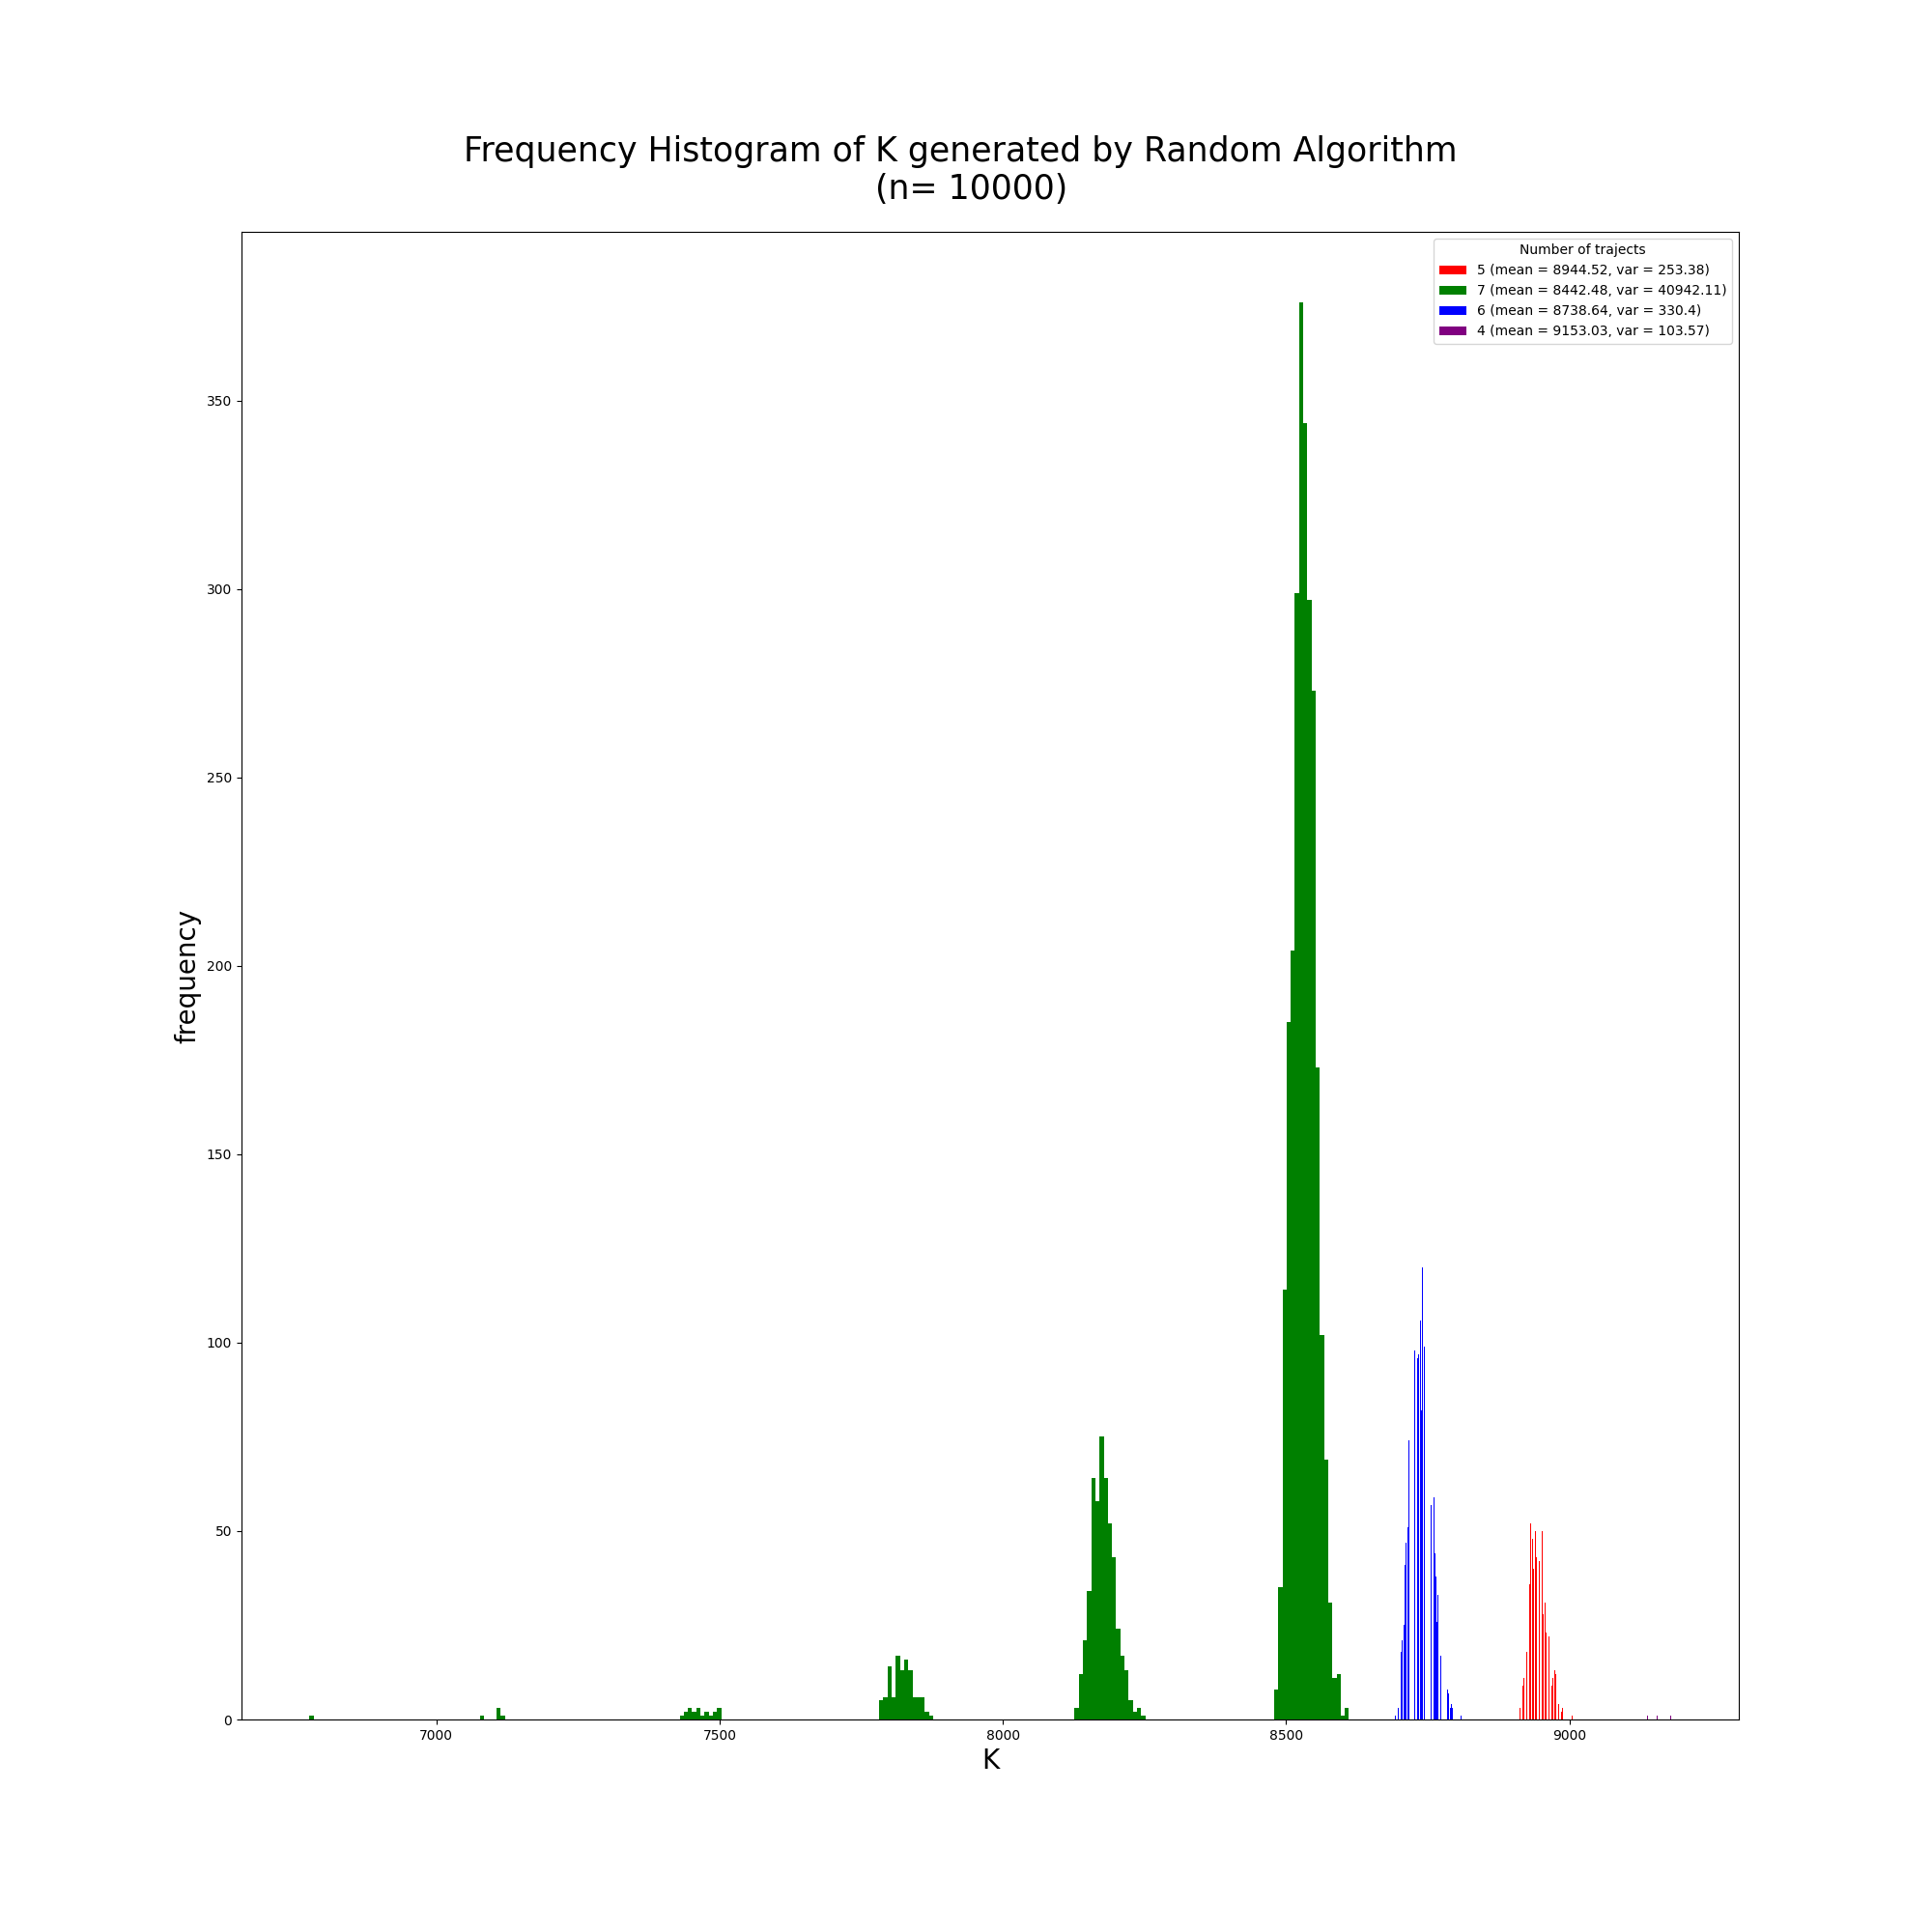 Frequency Histogram of K generated by Random Algorithm
(n= 10000)
Number of trajects
5 (mean = 8944.52, var = 253.38)
7 (mean = 8442.48, var = 40942.11)
6 (mean = 8738.64, var = 330.4)
4 (mean = 9153.03, var = 103.57)
frequency
350
300
250
200
150
100
50
0
7000 7500 8000 8500 9000
K